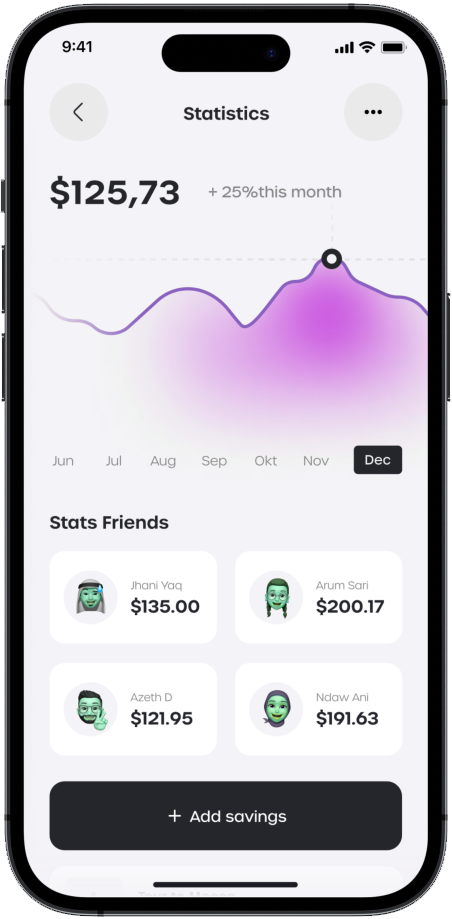 9:41
Statistics
$125,73 + 25%this month
Jun Jul Aug Sep Okt Nov Dec
Stats Friends
Jhani Yaq
$135.00
Arum Sari
$200.17
Azeth D
$121.95
Ndaw Ani
$191.63
+ Add savings